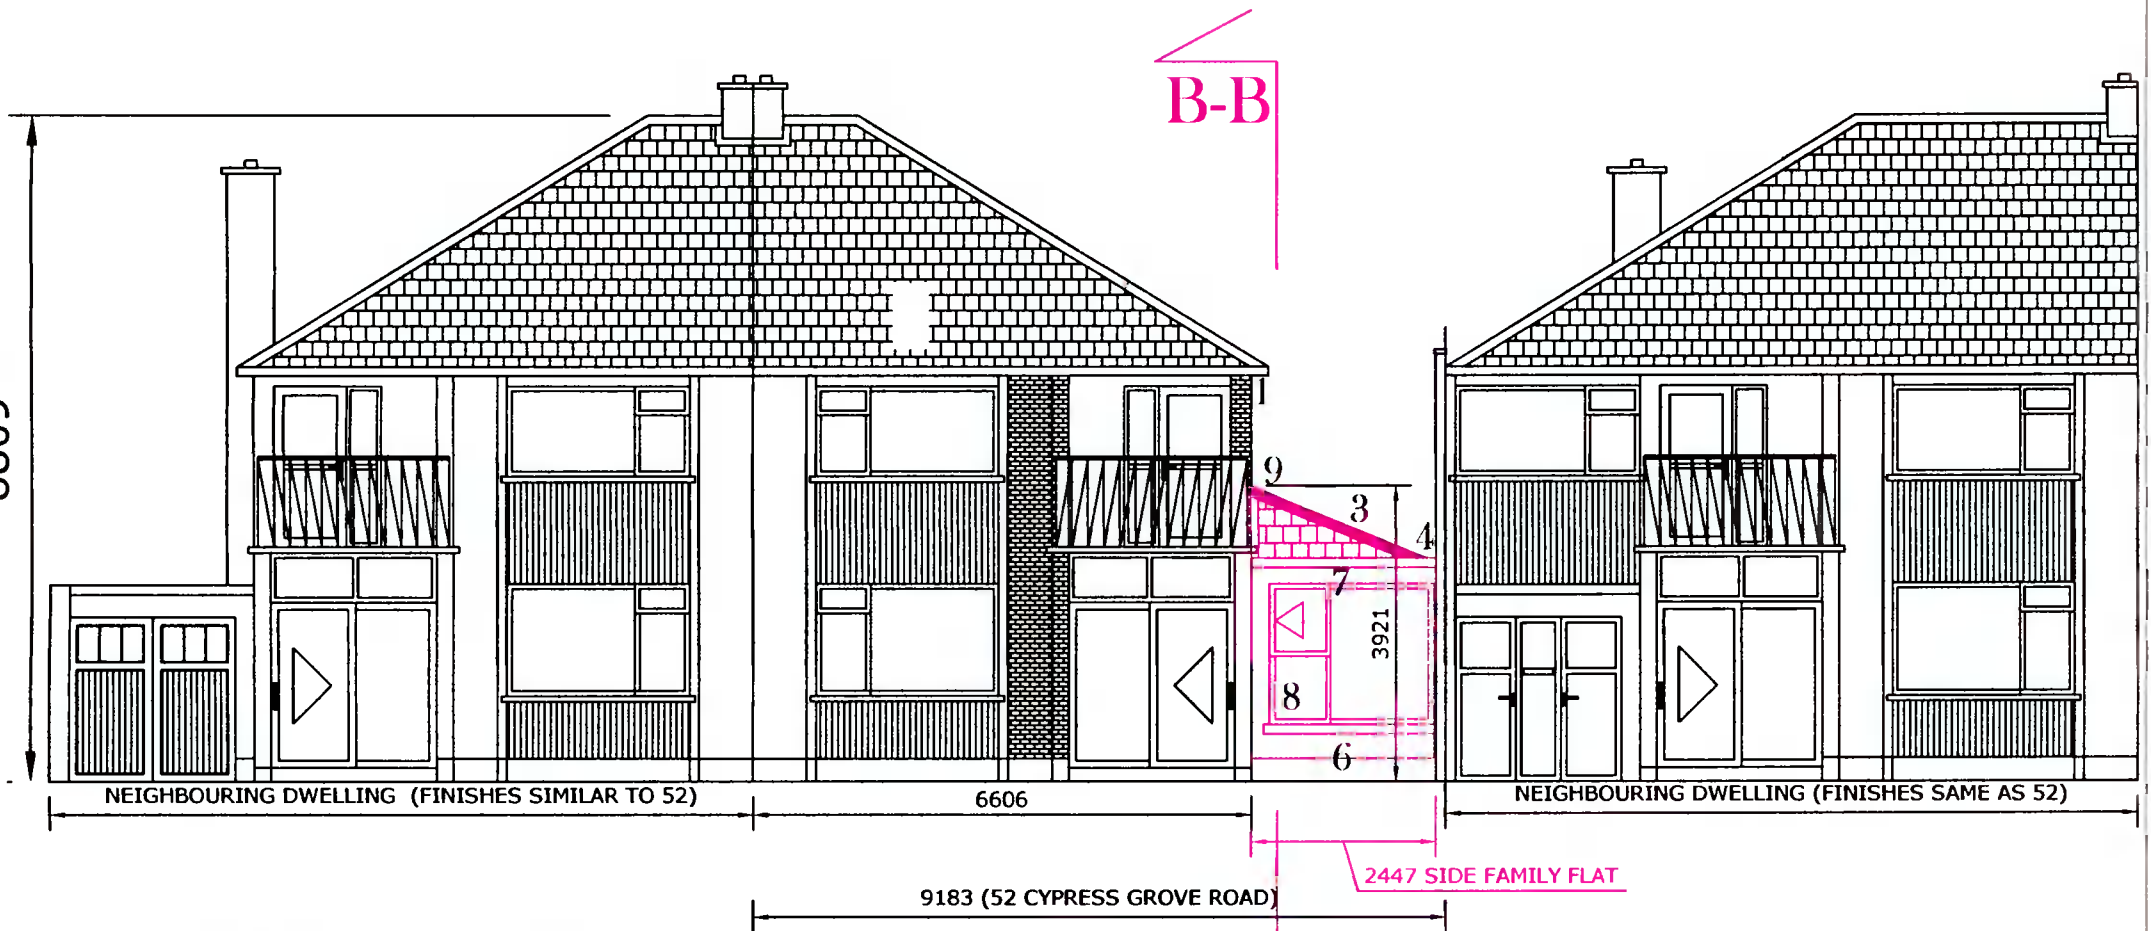 B-B
1
9
3
4
7
3921
8
6
NEIGHBOURING DWELLING (FINISHES SIMILAR TO 52)
6606
NEIGHBOURING DWELLING (FINISHES SAME AS 52)
2447 SIDE FAMILY FLAT
9183 (52 CYPRESS GROVE ROAD)